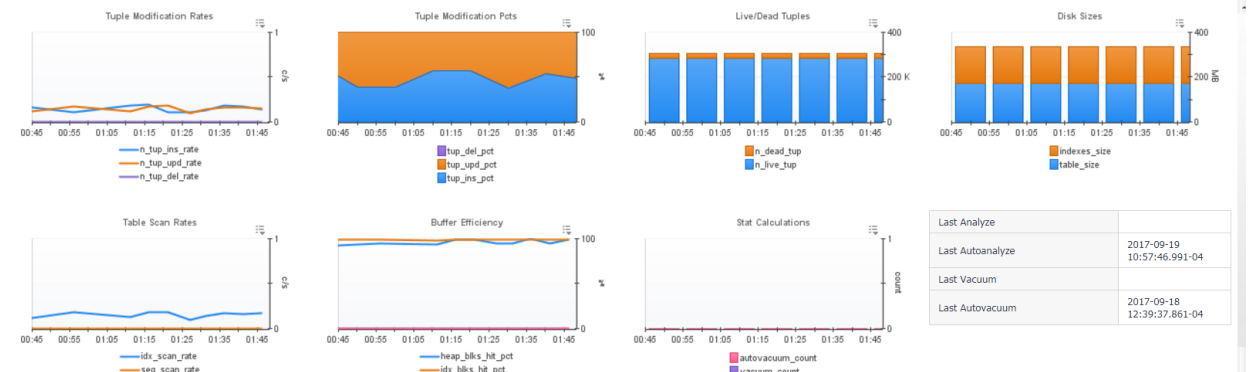 Tuple Modification Rates
1
c/s
0
00:45 00:55 01:05 01:15 01:25 01:35 01:45
n_tup_ins_rate
n_tup_upd_rate
n_tup_del_rate
Tuple Modification Pcts
100
%
0
00:45 00:55 01:05 01:15 01:25 01:35 01:45
tup_del_pct
tup_upd_pct
tup_ins_pct
Live/Dead Tuples
400
200 K
0
00:45 00:55 01:05 01:15 01:25 01:35 01:45
n_dead_tup
n_live_tup
Disk Sizes
400
200
MB
0
00:45 00:55 01:05 01:15 01:25 01:35 01:45
indexes_size
table_size
Table Scan Rates
1
c/s
0
00:45 00:55 01:05 01:15 01:25 01:35 01:45
idx_scan_rate
seq_scan_rate
Buffer Efficiency
100
%
0
00:45 00:55 01:05 01:15 01:25 01:35 01:45
heap_blks_hit_pct
idx_blks_hit_pct
Stat Calculations
1
count
0
00:45 00:55 01:05 01:15 01:25 01:35 01:45
autovacuum_count
vacuum_count
Last Analyze
Last Autoanalyze
2017-09-19
10:57:46.991-04
Last Vacuum
Last Autovacuum
2017-09-18
12:39:37.861-04